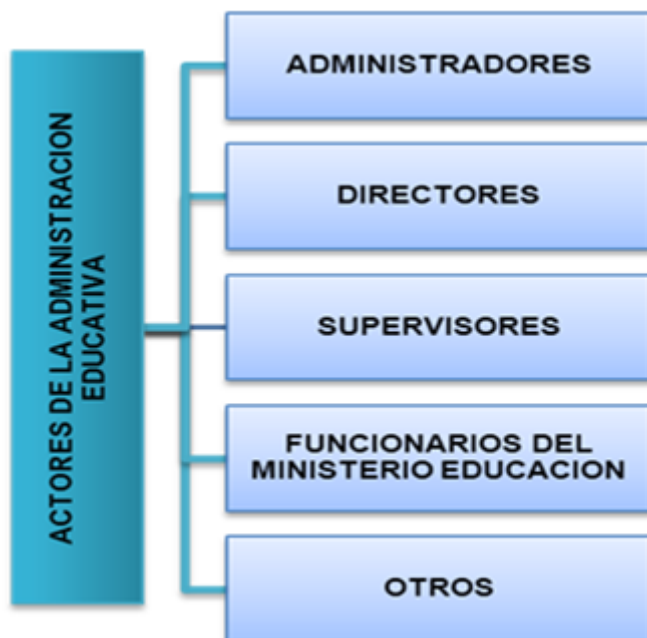 ACTORES DE LA ADMINISTRACION
EDUCATIVA
ADMINISTRADORES
DIRECTORES
SUPERVISORES
FUNCIONARIOS DEL
MINISTERIO EDUCACION
OTROS